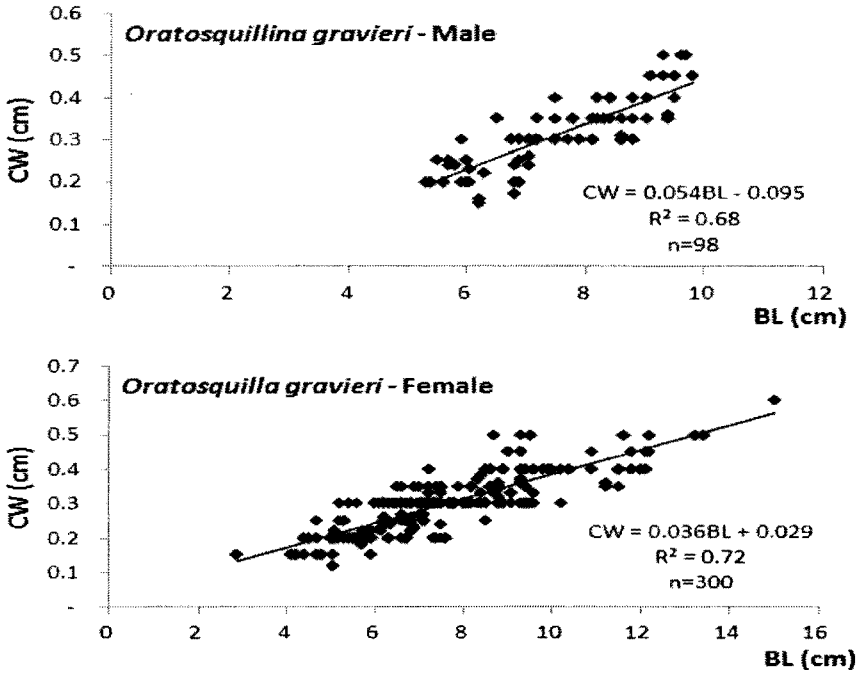 0.6
Oratosquillina gravieri - Male
0.5
0.4
0.3
0.2
0.1
-
CW (cm)
CW = 0.054BL - 0.095
R² = 0.68
n=98
0 2 4 6 8 10 12
BL (cm)
0.7
Oratosquilla gravieri - Female
0.6
0.5
0.4
0.3
0.2
0.1
-
CW (cm)
CW = 0.036BL + 0.029
R² = 0.72
n=300
0 2 4 6 8 10 12 14 16
BL (cm)